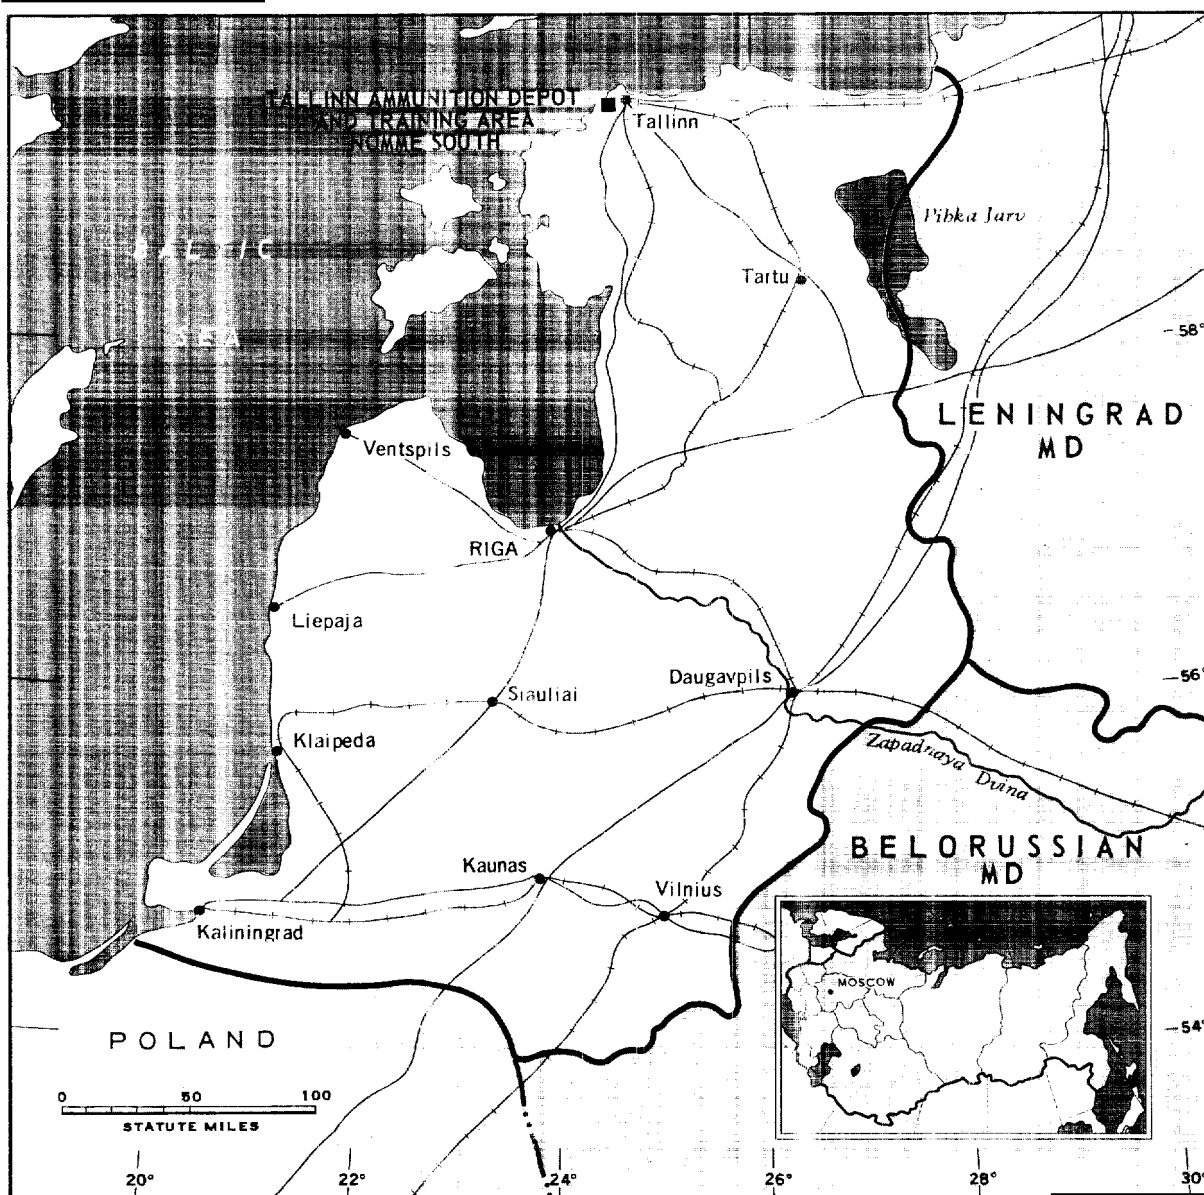 TALLINN AMMUNITION DEPOT
AND TRAINING AREA
NOMME SOUTH
Tallinn
Pihka Jarv
BALTIC
SEA
Tartu
58°
LENINGRAD
MD
Ventspils
RIGA
Liepaja
Daugavpils
56°
Siauliai
Klaipeda
Zapadnaya Dvina
BELORUSSIAN
MD
Kaunas
Vilnius
Kaliningrad
MOSCOW
POLAND
54°
0 50 100
STATUTE MILES
20° 22° 24° 26° 28° 30°